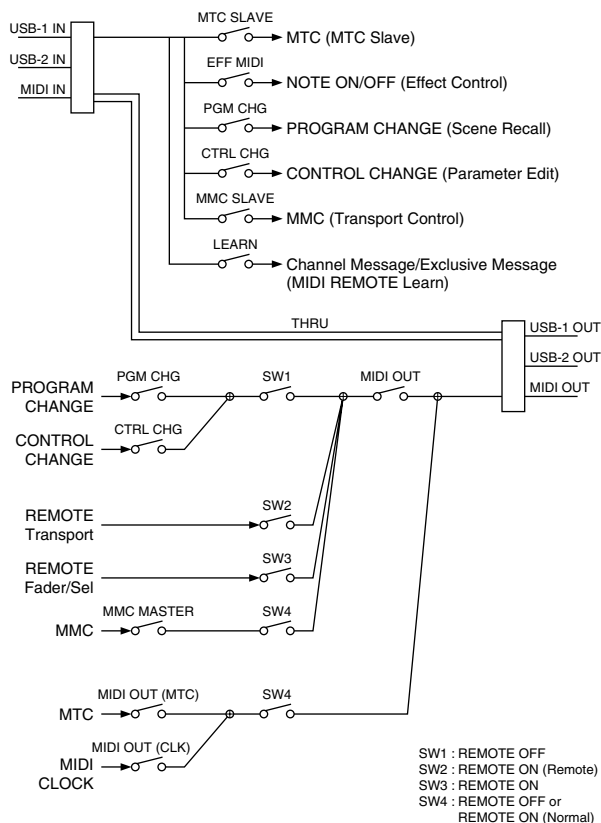 MTC SLAVE
USB-1 IN
MTC (MTC Slave)
USB-2 IN
EFF MIDI
NOTE ON/OFF (Effect Control)
MIDI IN
PGM CHG
PROGRAM CHANGE (Scene Recall)
CTRL CHG
CONTROL CHANGE (Parameter Edit)
MMC SLAVE
MMC (Transport Control)
LEARN
Channel Message/Exclusive Message
(MIDI REMOTE Learn)
THRU
USB-1 OUT
USB-2 OUT
MIDI OUT
PROGRAM
CHANGE
PGM CHG
SW1
MIDI OUT
CONTROL
CHANGE
CTRL CHG
REMOTE
Transport
SW2
REMOTE
Fader/Sel
SW3
MMC
MMC MASTER
SW4
MTC
MIDI OUT (MTC)
SW4
MIDI
CLOCK
MIDI OUT (CLK)
SW1 : REMOTE OFF
SW2 : REMOTE ON (Remote)
SW3 : REMOTE ON
SW4 : REMOTE OFF or
REMOTE ON (Normal)